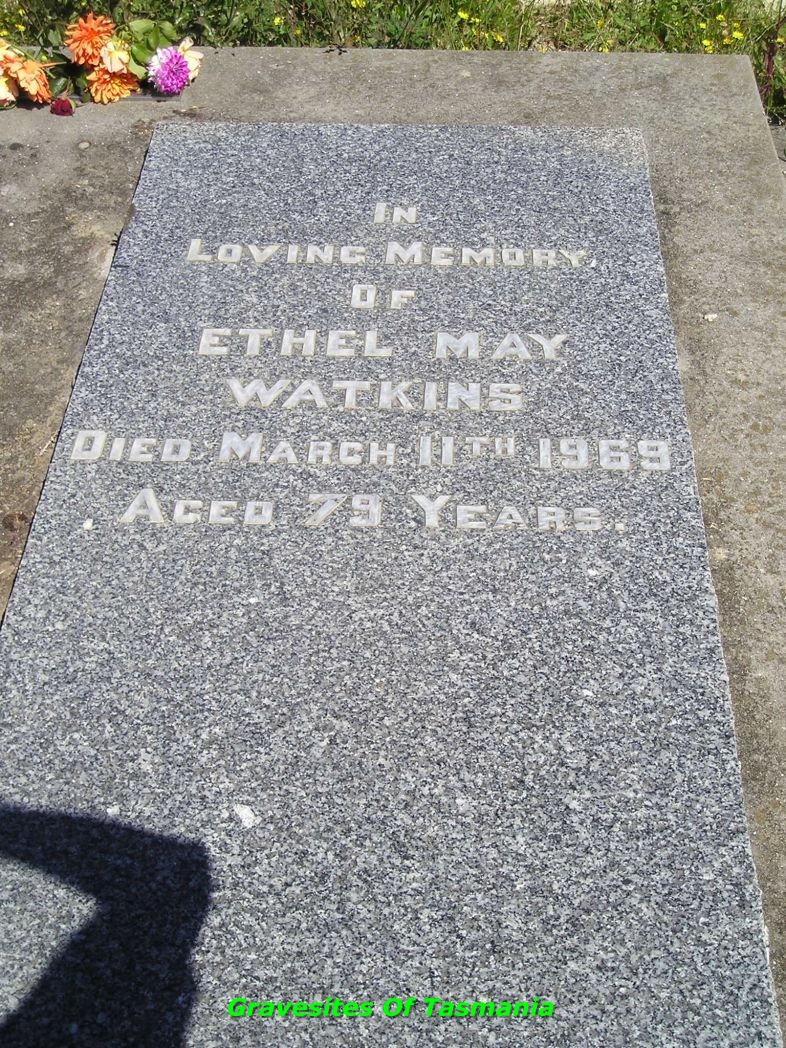 In
Loving Memory
Of
Ethel May
Watkins
Died March 11th 1969
Aged 79 Years.
Gravesites Of Tasmania